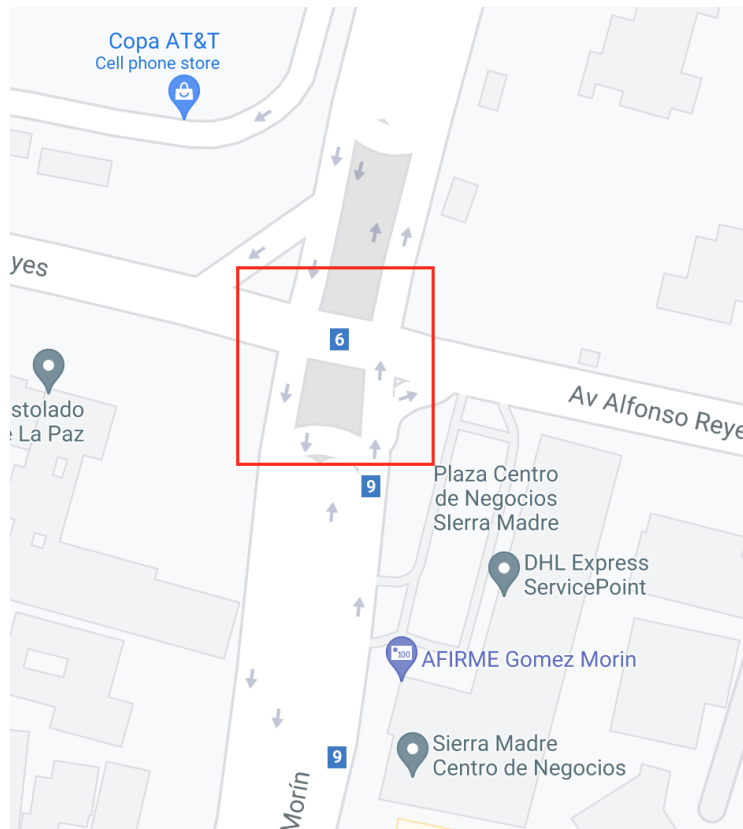 Copa AT&T
Cell phone store
yes
6
stolado
La Paz
Av Alfonso Reye
9
Plaza Centro
de Negocios
SIerra Madre
DHL Express
ServicePoint
100
AFIRME Gomez Morin
9
Sierra Madre
Centro de Negocios
Morín